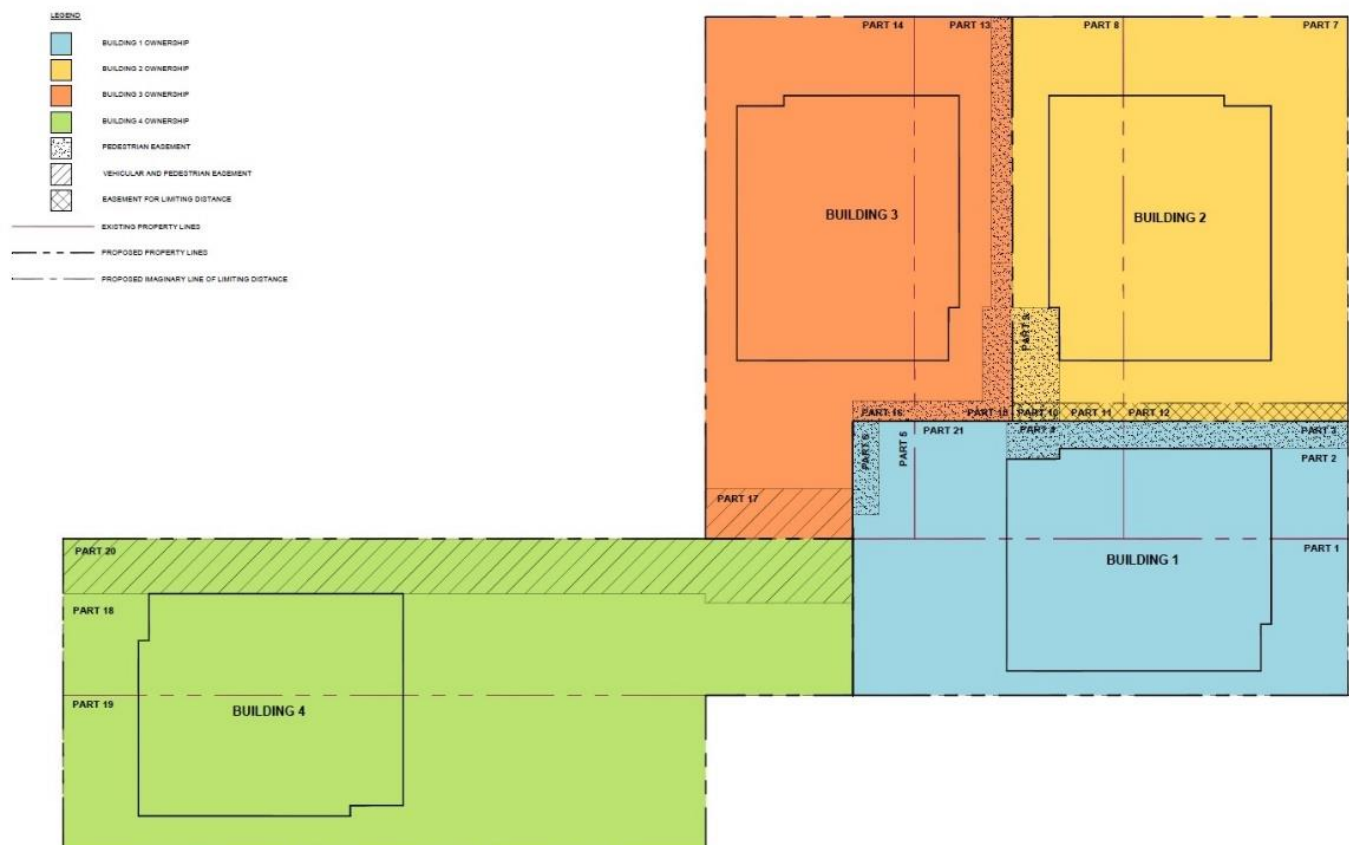 LEGEND
BUILDING 1 OWNERSHIP
BUILDING 2 OWNERSHIP
BUILDING 3 OWNERSHIP
BUILDING 4 OWNERSHIP
PEDESTRIAN EASEMENT
VEHICULAR AND PEDESTRIAN EASEMENT
EASEMENT FOR LIMITING DISTANCE
EXISTING PROPERTY LINES
PROPOSED PROPERTY LINES
PROPOSED IMAGINARY LINE OF LIMITING DISTANCE
PART 14
PART 13
PART 8
PART 7
BUILDING 3
BUILDING 2
PART 9
PART 10
PART 11
PART 12
PART 21
PART 4
PART 3
PART 6
PART 5
PART 2
PART 17
PART 1
BUILDING 1
PART 20
PART 18
PART 19
BUILDING 4